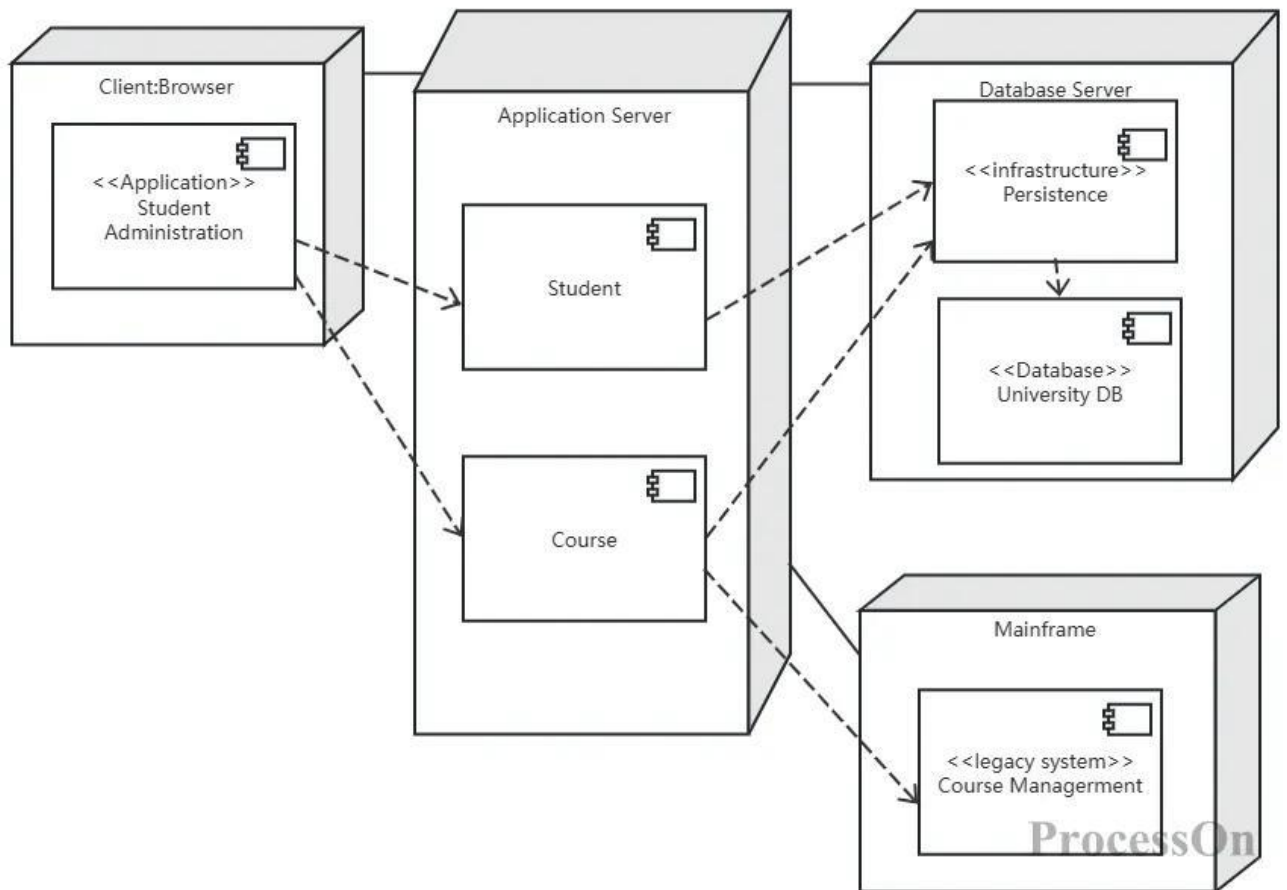 Client:Browser
<<Application>>
Student
Administration
Application Server
Student
Course
Database Server
<<infrastructure>>
Persistence
<<Database>>
University DB
Mainframe
<<legacy system>>
Course Managerment
ProcessOn